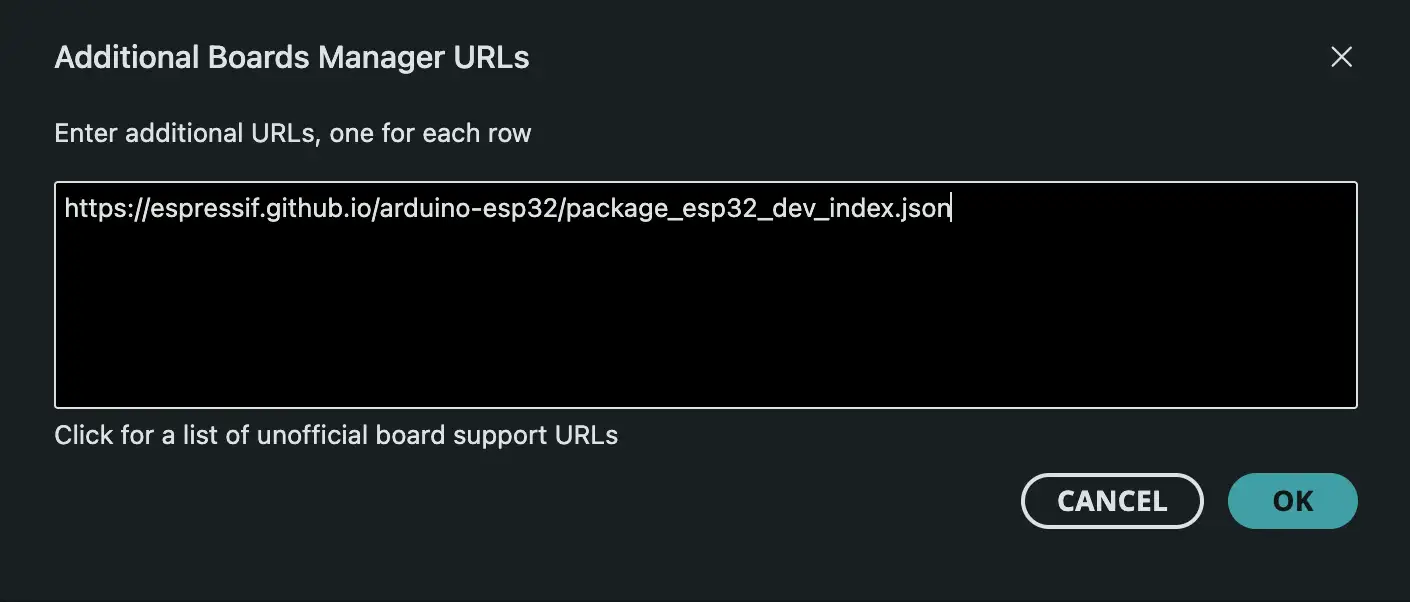 Additional Boards Manager URLs
Enter additional URLs, one for each row
https://espressif.github.io/arduino-esp32/package_esp32_dev_index.json
Click for a list of unofficial board support URLs
CANCEL OK